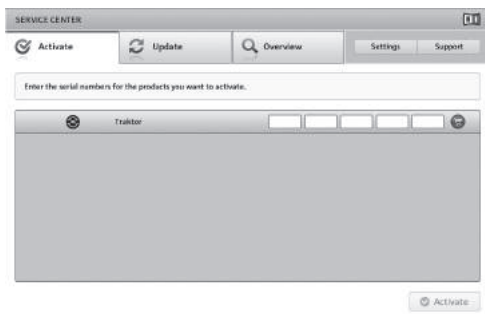 SERVICE CENTER
Activate Update Overview Settings Support
Enter the serial numbers for the products you want to activate.
Traktor
Activate